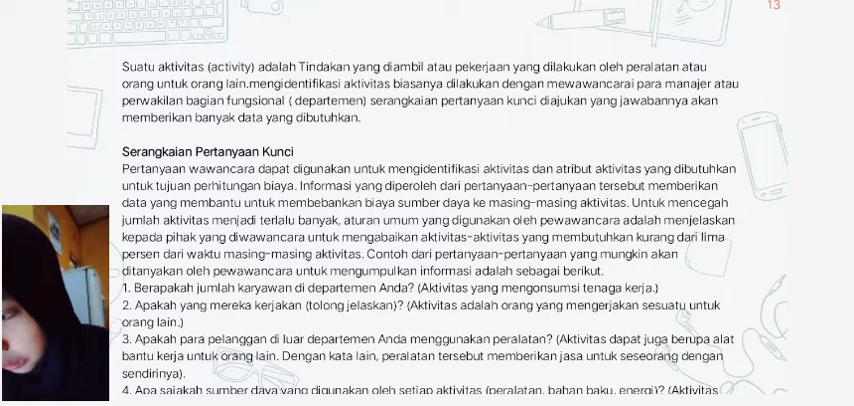 13
Suatu aktivitas (activity) adalah Tindakan yang diambil atau pekerjaan yang dilakukan oleh peralatan atau
orang untuk orang lain.mengidentifikasi aktivitas biasanya dilakukan dengan mewawancarai para manajer atau
perwakilan bagian fungsional ( departemen) serangkaian pertanyaan kunci diajukan yang jawabannya akan
memberikan banyak data yang dibutuhkan.
Serangkaian Pertanyaan Kunci
Pertanyaan wawancara dapat digunakan untuk mengidentifikasi aktivitas dan atribut aktivitas yang dibutuhkan
untuk tujuan perhitungan biaya. Informasi yang diperoleh dari pertanyaan-pertanyaan tersebut memberikan
data yang membantu untuk membebankan biaya sumber daya ke masing-masing aktivitas. Untuk mencegah
jumlah aktivitas menjadi terlalu banyak, aturan umum yang digunakan oleh pewawancara adalah menjelaskan
kepada pihak yang diwawancara untuk mengabaikan aktivitas-aktivitas yang membutuhkan kurang dari lima
persen dari waktu masing-masing aktivitas. Contoh dari pertanyaan-pertanyaan yang mungkin akan
ditanyakan oleh pewawancara untuk mengumpulkan informasi adalah sebagai berikut.
1. Berapakah jumlah karyawan di departemen Anda? (Aktivitas yang mengonsumsi tenaga kerja.)
2. Apakah yang mereka kerjakan (tolong jelaskan)? (Aktivitas adalah orang yang mengerjakan sesuatu untuk
orang lain.)
3. Apakah para pelanggan di luar departemen Anda menggunakan peralatan? (Aktivitas dapat juga berupa alat
bantu kerja untuk orang lain. Dengan kata lain, peralatan tersebut memberikan jasa untuk seseorang dengan
sendirinya).
4. Apa sajakah sumber daya yang digunakan oleh setiap aktivitas (peralatan, bahan baku, energi)? (Aktivitas